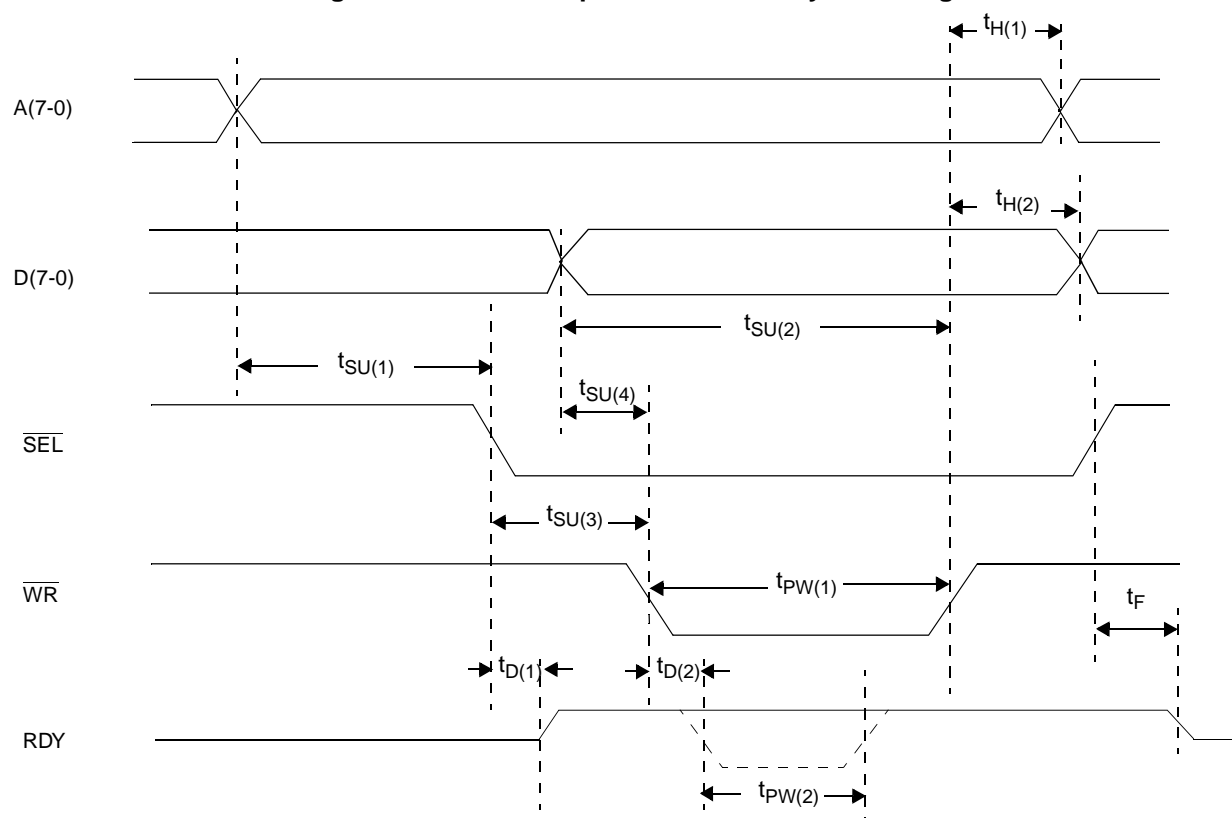 tH(1)
A(7-0)
tH(2)
D(7-0)
tSU(2)
tSU(1)
tSU(4)
SEL
tSU(3)
WR
tPW(1)
tF
tD(1)
tD(2)
RDY
tPW(2)